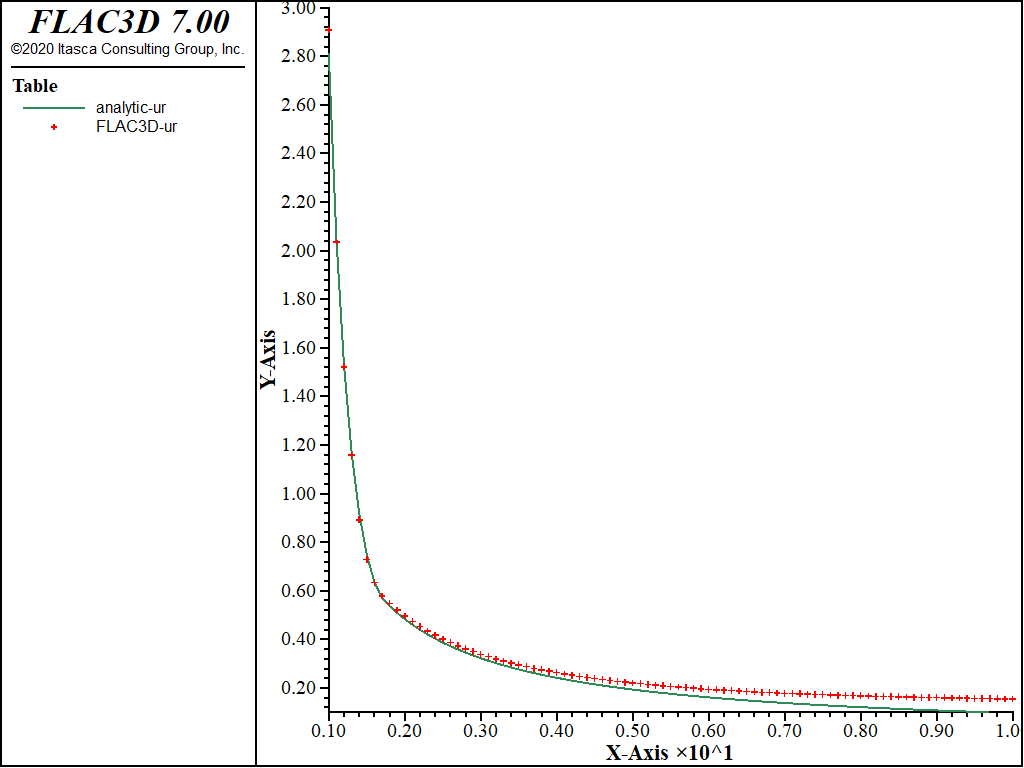 FLAC3D 7.00
©2020 Itasca Consulting Group, Inc.
Table
analytic-ur
FLAC3D-ur
3.00
2.80
2.60
2.40
2.20
2.00
1.80
1.60
1.40
1.20
1.00
0.80
0.60
0.40
0.20
Y-Axis
0.10 0.20 0.30 0.40 0.50 0.60 0.70 0.80 0.90 1.0
X-Axis ×10^1